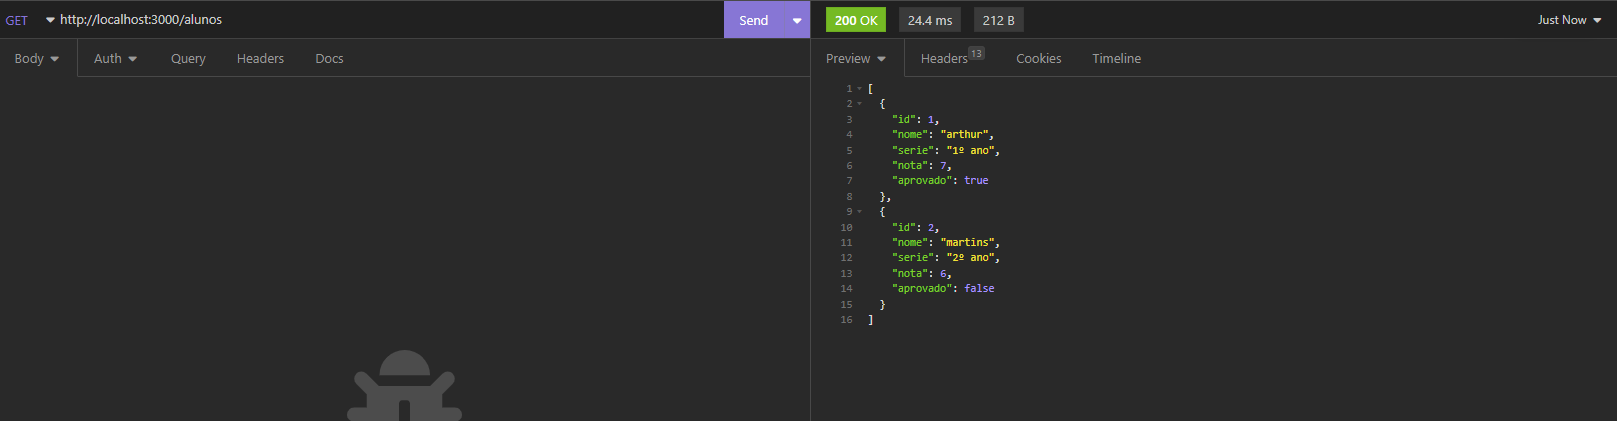 GET http://localhost:3000/alunos Send 200 OK 24.4 ms 212 B Just Now
Body Auth Query Headers Docs Preview Headers 13 Cookies Timeline
1 [
2 {
3 "id": 1,
4 "nome": "arthur",
5 "serie": "1º ano",
6 "nota": 7,
7 "aprovado": true
8 },
9 {
10 "id": 2,
11 "nome": "martins",
12 "serie": "2º ano",
13 "nota": 6,
14 "aprovado": false
15 }
16 ]